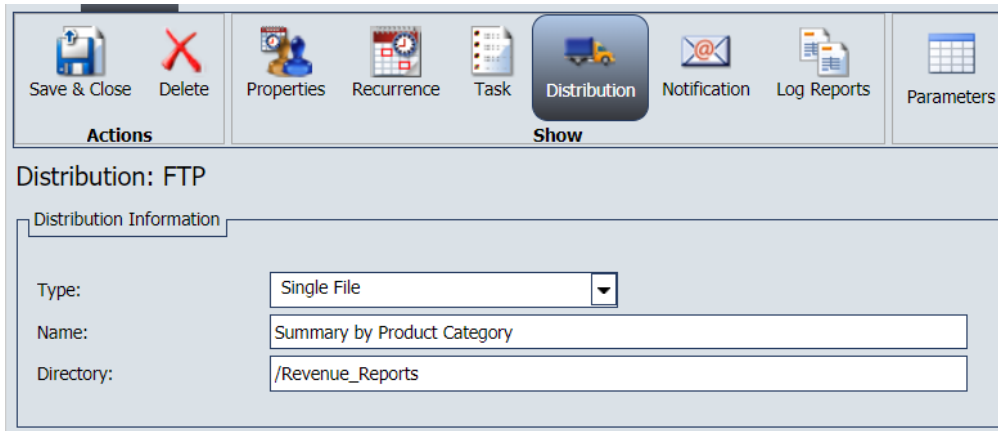 Save & Close Delete Properties Recurrence Task Distribution Notification Log Reports Parameters
Actions Show
Distribution: FTP
Distribution Information
Type: Single File
Name: Summary by Product Category
Directory: /Revenue_Reports